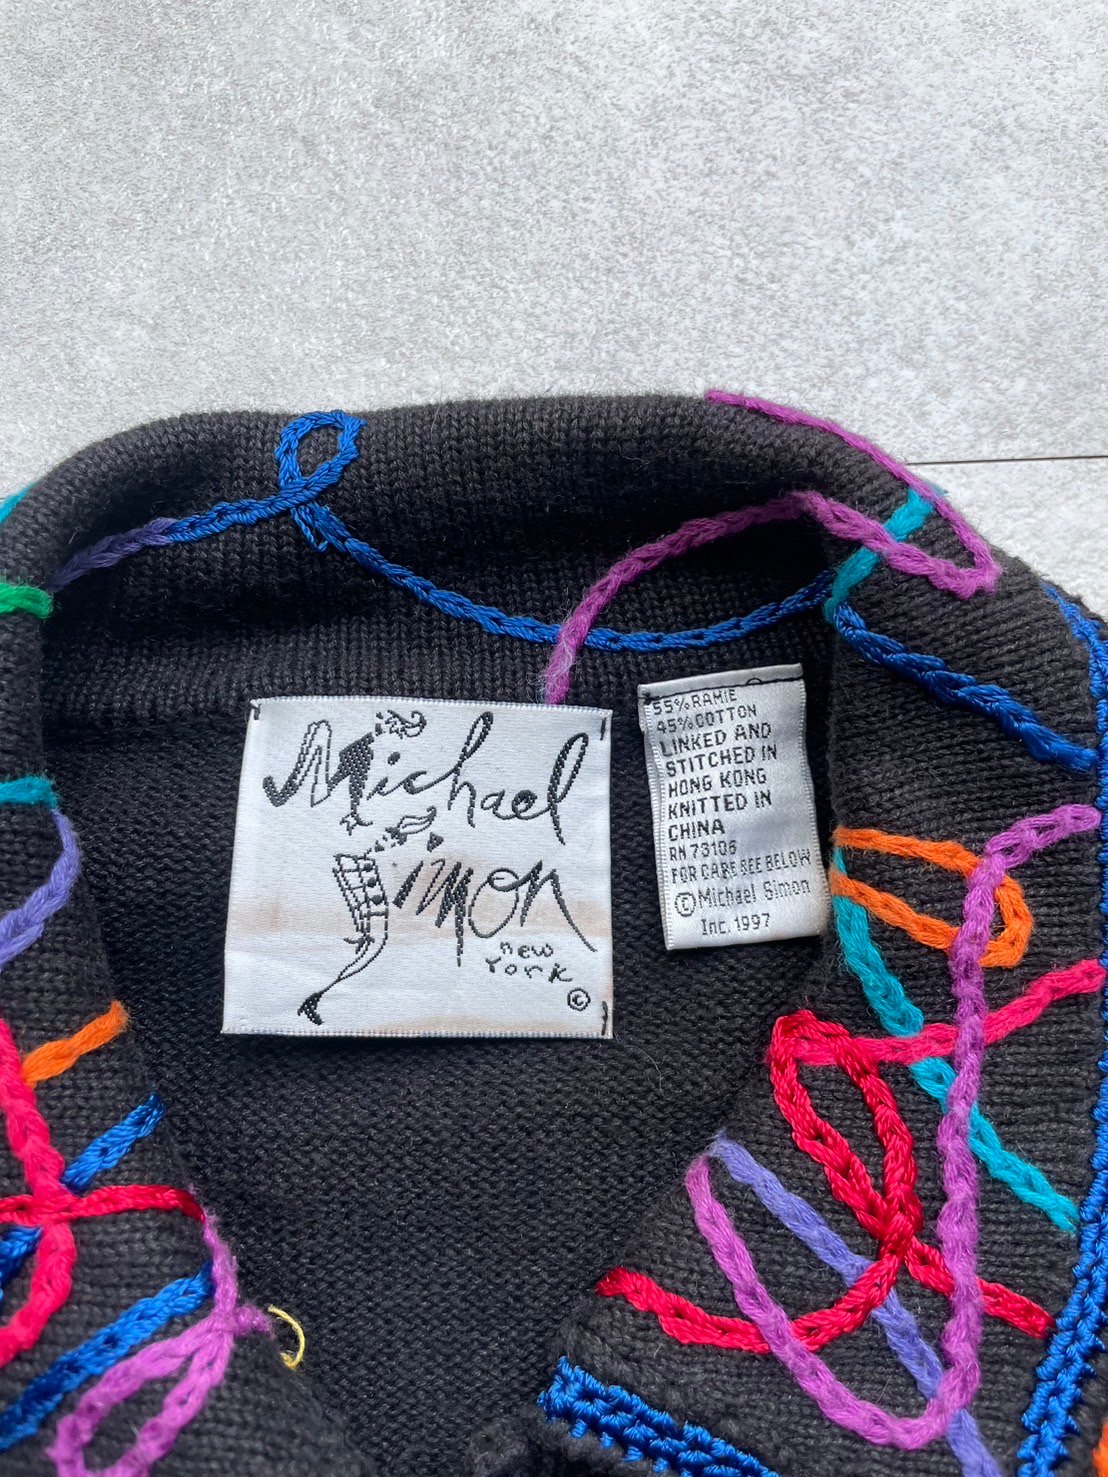 Michael
Simon
new
York
©
55% RAMIE
45% COTTON
LINKED AND
STITCHED IN
HONG KONG
KNITTED IN
CHINA
RN 73106
FOR CARE SEE BELOW
© Michael Simon
Inc. 1997